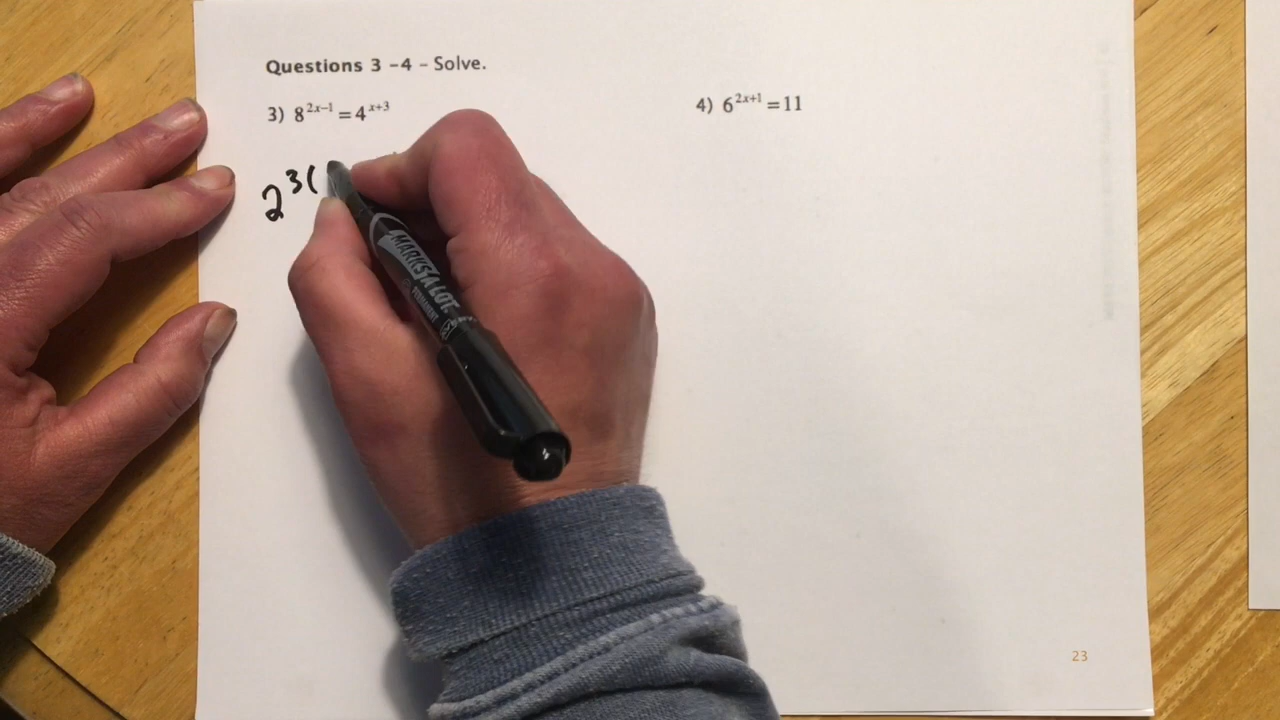 Questions 3 – 4 – Solve.
3) 8^{2x–1} = 4^{x+3}
4) 6^{2x+1} = 11
2^{3(
MARKS A LOT
PERMANENT
23